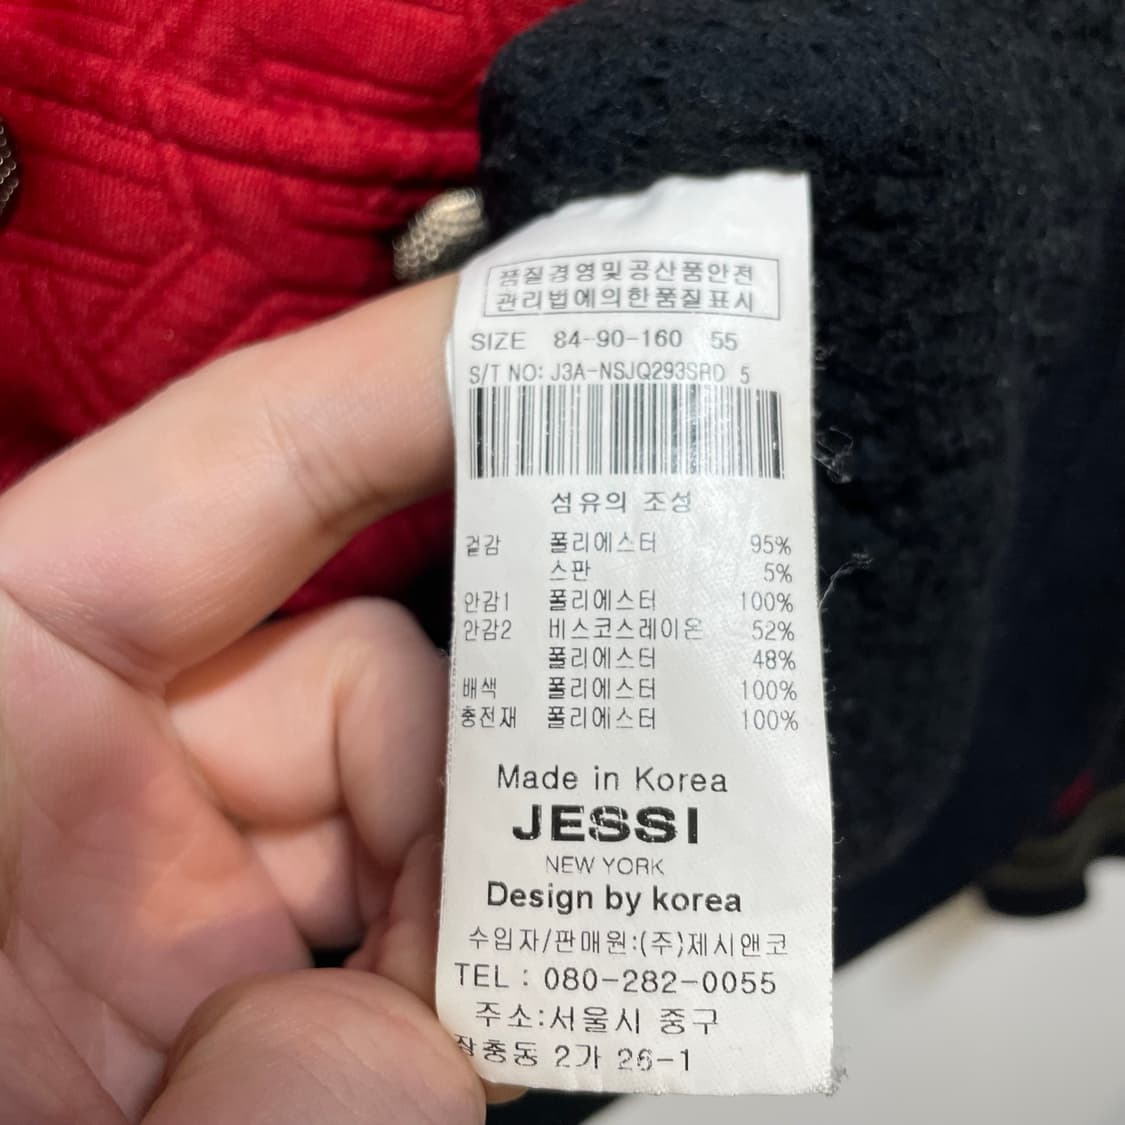 품질경영및공산품안전
관리법에의한품질표시
SIZE 84-90-160 55
S/T NO: J3A-NSJQ293SRD 5
섬유의 조성
겉감 폴리에스터 95%
스판 5%
안감1 폴리에스터 100%
안감2 비스코스레이온 52%
폴리에스터 48%
배색 폴리에스터 100%
충전재 폴리에스터 100%
Made in Korea
JESSI
NEW YORK
Design by korea
수입자/판매원:(주)제시앤코
TEL : 080-282-0055
주소:서울시 중구
장충동 2가 26-1